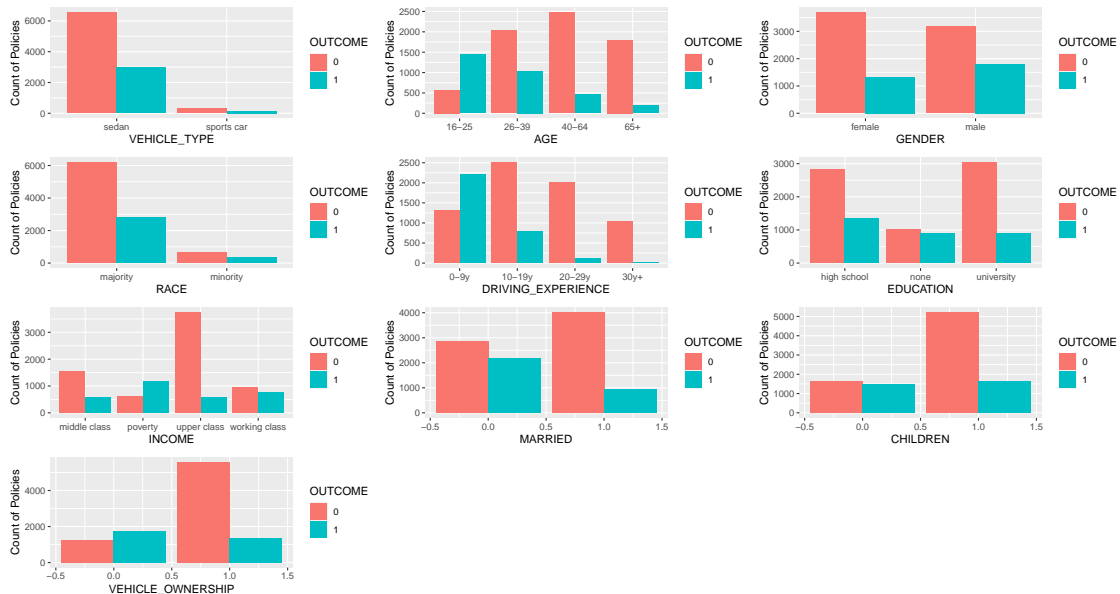 Count of Policies
6000
4000
2000
0
sedan
sports car
VEHICLE_TYPE
OUTCOME
0
1
Count of Policies
2500
2000
1500
1000
500
0
16−25
26−39
40−64
65+
AGE
OUTCOME
0
1
Count of Policies
3000
2000
1000
0
female
male
GENDER
OUTCOME
0
1
Count of Policies
6000
4000
2000
0
majority
minority
RACE
OUTCOME
0
1
Count of Policies
2500
2000
1500
1000
500
0
0−9y
10−19y
20−29y
30y+
DRIVING_EXPERIENCE
OUTCOME
0
1
Count of Policies
3000
2000
1000
0
high school
none
university
EDUCATION
OUTCOME
0
1
Count of Policies
3000
2000
1000
0
middle class
poverty
upper class
working class
INCOME
OUTCOME
0
1
Count of Policies
4000
3000
2000
1000
0
−0.5
0.0
0.5
1.0
1.5
MARRIED
OUTCOME
0
1
Count of Policies
5000
4000
3000
2000
1000
0
−0.5
0.0
0.5
1.0
1.5
CHILDREN
OUTCOME
0
1
Count of Policies
4000
2000
0
−0.5
0.0
0.5
1.0
1.5
VEHICLE_OWNERSHIP
OUTCOME
0
1